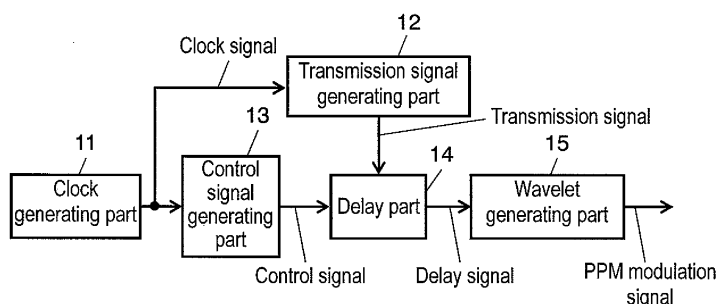 12
Clock signal
Transmission signal
generating part
13
Transmission signal
11
14
15
Clock
generating part
Control
signal
generating
part
Delay part
Wavelet
generating part
Control signal
Delay signal
PPM modulation
signal